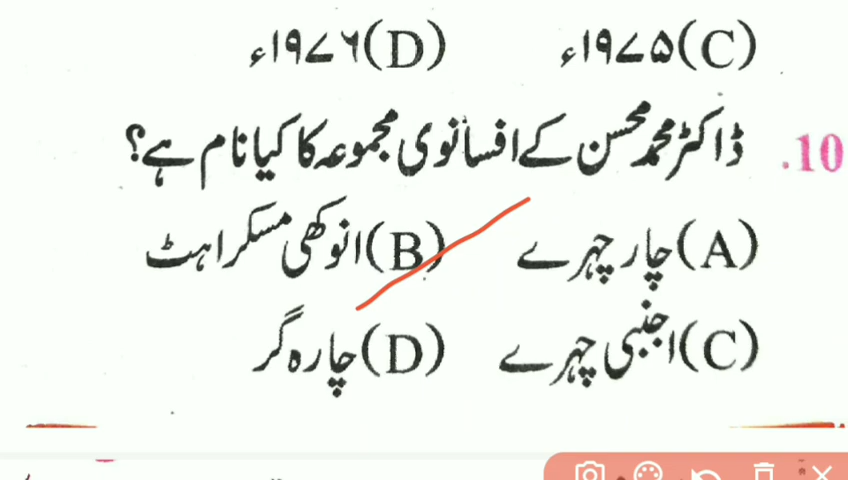 (C) ۱۹۷۵ء (D) ۱۹۷۶ء
10. ڈاکٹر محمد محسن کے افسانوی مجموعہ کا کیا نام ہے؟
(A) چار چہرے (B) انوکھی مسکراہٹ
(C) اجنبی چہرے (D) چارہ گر